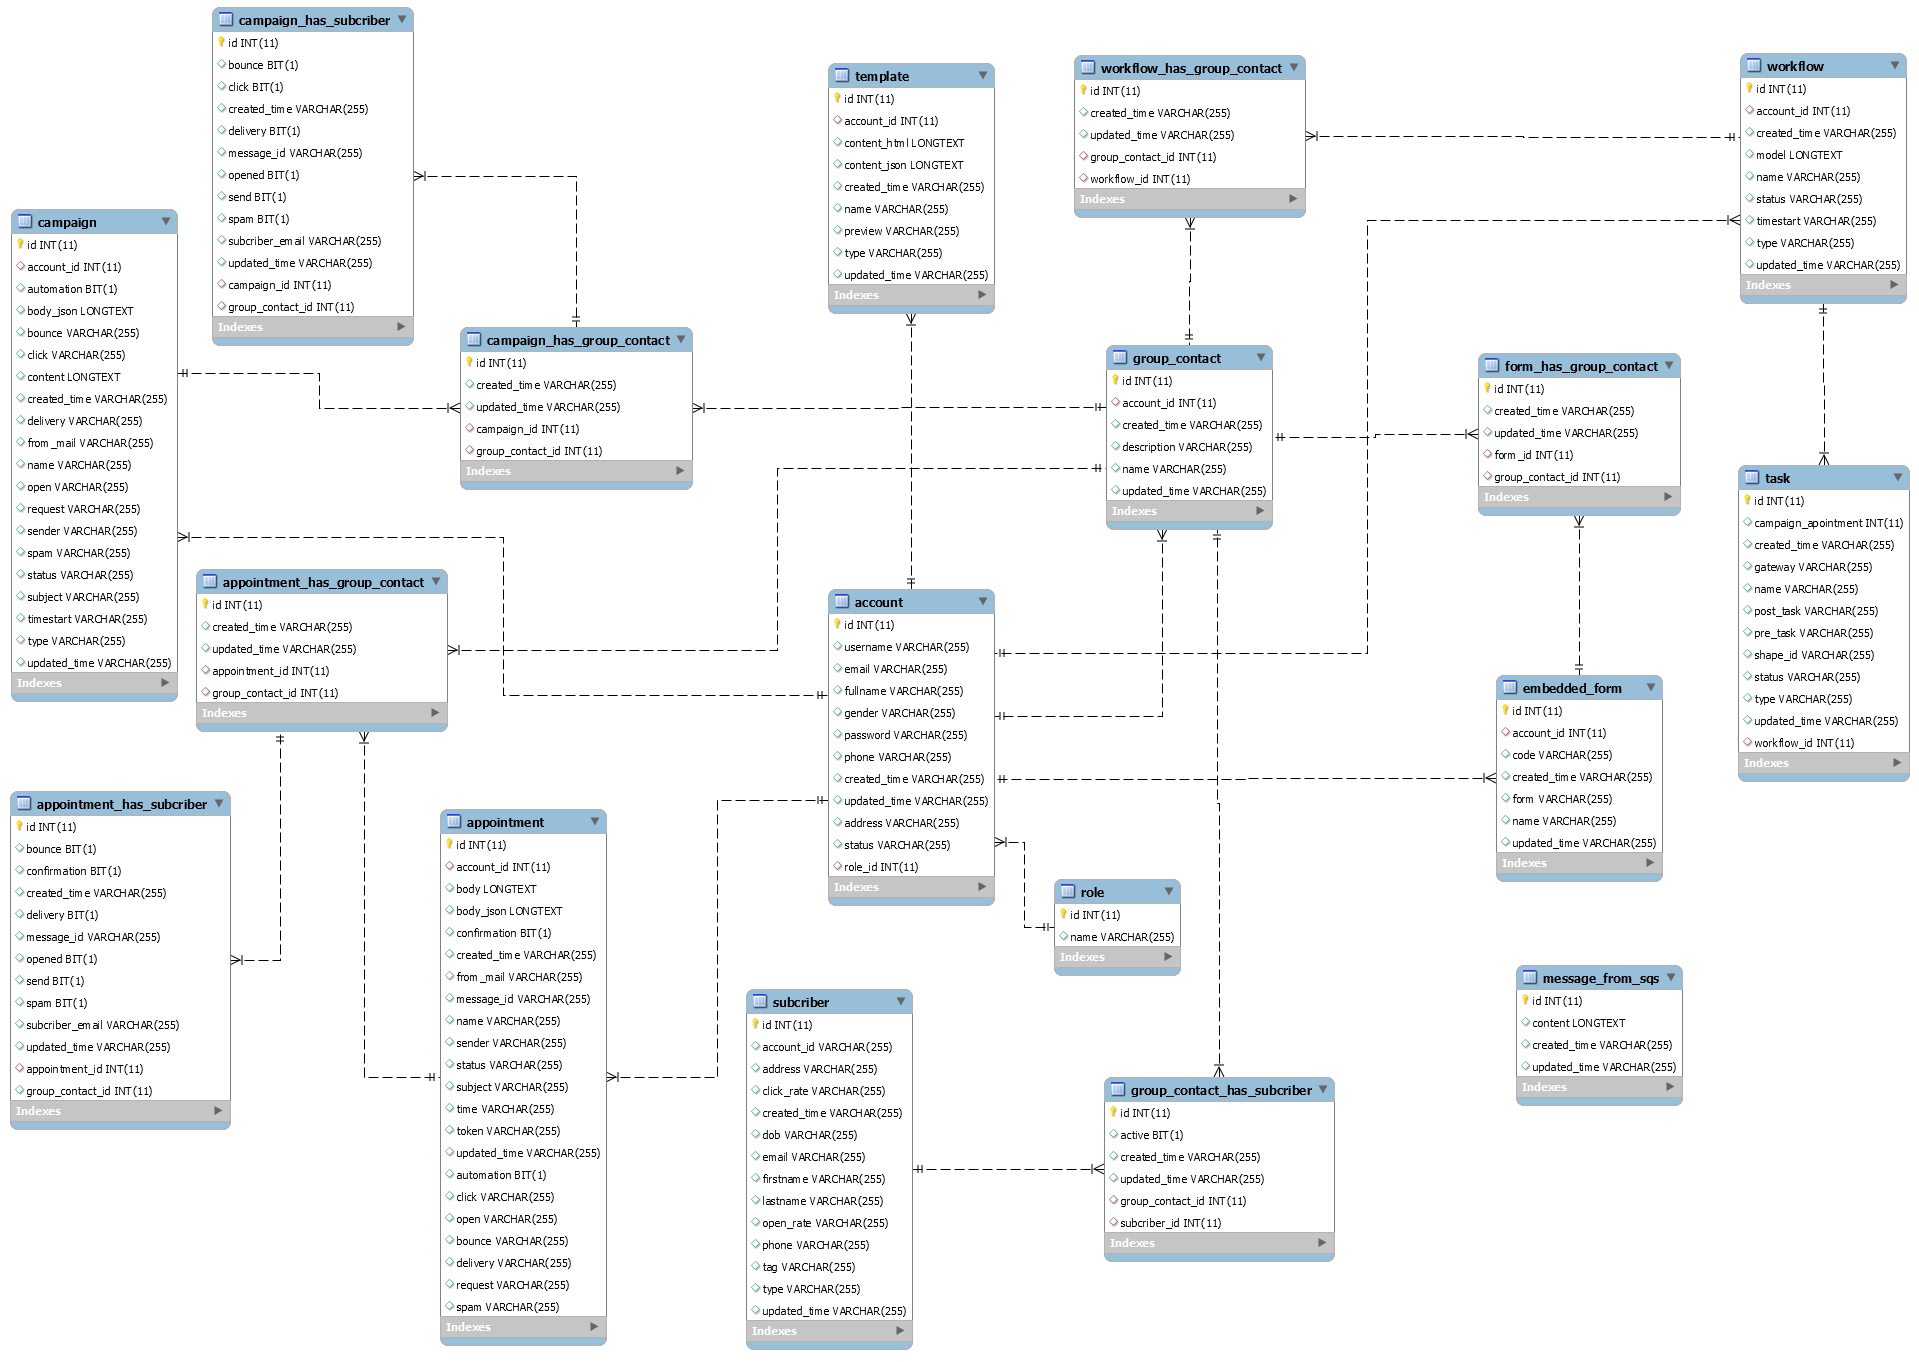 campaign_has_subcriber
id INT(11)
bounce BIT(1)
click BIT(1)
created_time VARCHAR(255)
delivery BIT(1)
message_id VARCHAR(255)
opened BIT(1)
send BIT(1)
spam BIT(1)
subcriber_email VARCHAR(255)
updated_time VARCHAR(255)
campaign_id INT(11)
group_contact_id INT(11)
Indexes
template
id INT(11)
account_id INT(11)
content_html LONGTEXT
content_json LONGTEXT
created_time VARCHAR(255)
name VARCHAR(255)
preview VARCHAR(255)
type VARCHAR(255)
updated_time VARCHAR(255)
Indexes
workflow_has_group_contact
id INT(11)
created_time VARCHAR(255)
updated_time VARCHAR(255)
group_contact_id INT(11)
workflow_id INT(11)
Indexes
workflow
id INT(11)
account_id INT(11)
created_time VARCHAR(255)
model LONGTEXT
name VARCHAR(255)
status VARCHAR(255)
timestart VARCHAR(255)
type VARCHAR(255)
updated_time VARCHAR(255)
Indexes
campaign
id INT(11)
account_id INT(11)
automation BIT(1)
body_json LONGTEXT
bounce VARCHAR(255)
click VARCHAR(255)
content LONGTEXT
created_time VARCHAR(255)
delivery VARCHAR(255)
from_mail VARCHAR(255)
name VARCHAR(255)
open VARCHAR(255)
request VARCHAR(255)
sender VARCHAR(255)
spam VARCHAR(255)
status VARCHAR(255)
subject VARCHAR(255)
timestart VARCHAR(255)
type VARCHAR(255)
updated_time VARCHAR(255)
Indexes
campaign_has_group_contact
id INT(11)
created_time VARCHAR(255)
updated_time VARCHAR(255)
campaign_id INT(11)
group_contact_id INT(11)
Indexes
group_contact
id INT(11)
account_id INT(11)
created_time VARCHAR(255)
description VARCHAR(255)
name VARCHAR(255)
updated_time VARCHAR(255)
Indexes
form_has_group_contact
id INT(11)
created_time VARCHAR(255)
updated_time VARCHAR(255)
form_id INT(11)
group_contact_id INT(11)
Indexes
task
id INT(11)
campaign_apointment INT(11)
created_time VARCHAR(255)
gateway VARCHAR(255)
name VARCHAR(255)
post_task VARCHAR(255)
pre_task VARCHAR(255)
shape_id VARCHAR(255)
status VARCHAR(255)
type VARCHAR(255)
updated_time VARCHAR(255)
workflow_id INT(11)
Indexes
appointment_has_group_contact
id INT(11)
created_time VARCHAR(255)
updated_time VARCHAR(255)
appointment_id INT(11)
group_contact_id INT(11)
Indexes
account
id INT(11)
username VARCHAR(255)
email VARCHAR(255)
fullname VARCHAR(255)
gender VARCHAR(255)
password VARCHAR(255)
phone VARCHAR(255)
created_time VARCHAR(255)
updated_time VARCHAR(255)
address VARCHAR(255)
status VARCHAR(255)
role_id INT(11)
Indexes
embedded_form
id INT(11)
account_id INT(11)
code VARCHAR(255)
created_time VARCHAR(255)
form VARCHAR(255)
name VARCHAR(255)
updated_time VARCHAR(255)
Indexes
appointment_has_subcriber
id INT(11)
bounce BIT(1)
confirmation BIT(1)
created_time VARCHAR(255)
delivery BIT(1)
message_id VARCHAR(255)
opened BIT(1)
send BIT(1)
spam BIT(1)
subcriber_email VARCHAR(255)
updated_time VARCHAR(255)
appointment_id INT(11)
group_contact_id INT(11)
Indexes
appointment
id INT(11)
account_id INT(11)
body LONGTEXT
body_json LONGTEXT
confirmation BIT(1)
created_time VARCHAR(255)
from_mail VARCHAR(255)
message_id VARCHAR(255)
name VARCHAR(255)
sender VARCHAR(255)
status VARCHAR(255)
subject VARCHAR(255)
time VARCHAR(255)
token VARCHAR(255)
updated_time VARCHAR(255)
automation BIT(1)
click VARCHAR(255)
open VARCHAR(255)
bounce VARCHAR(255)
delivery VARCHAR(255)
request VARCHAR(255)
spam VARCHAR(255)
Indexes
role
id INT(11)
name VARCHAR(255)
Indexes
message_from_sqs
id INT(11)
content LONGTEXT
created_time VARCHAR(255)
updated_time VARCHAR(255)
Indexes
subcriber
id INT(11)
account_id VARCHAR(255)
address VARCHAR(255)
click_rate VARCHAR(255)
created_time VARCHAR(255)
dob VARCHAR(255)
email VARCHAR(255)
firstname VARCHAR(255)
lastname VARCHAR(255)
open_rate VARCHAR(255)
phone VARCHAR(255)
tag VARCHAR(255)
type VARCHAR(255)
updated_time VARCHAR(255)
Indexes
group_contact_has_subcriber
id INT(11)
active BIT(1)
created_time VARCHAR(255)
updated_time VARCHAR(255)
group_contact_id INT(11)
subcriber_id INT(11)
Indexes